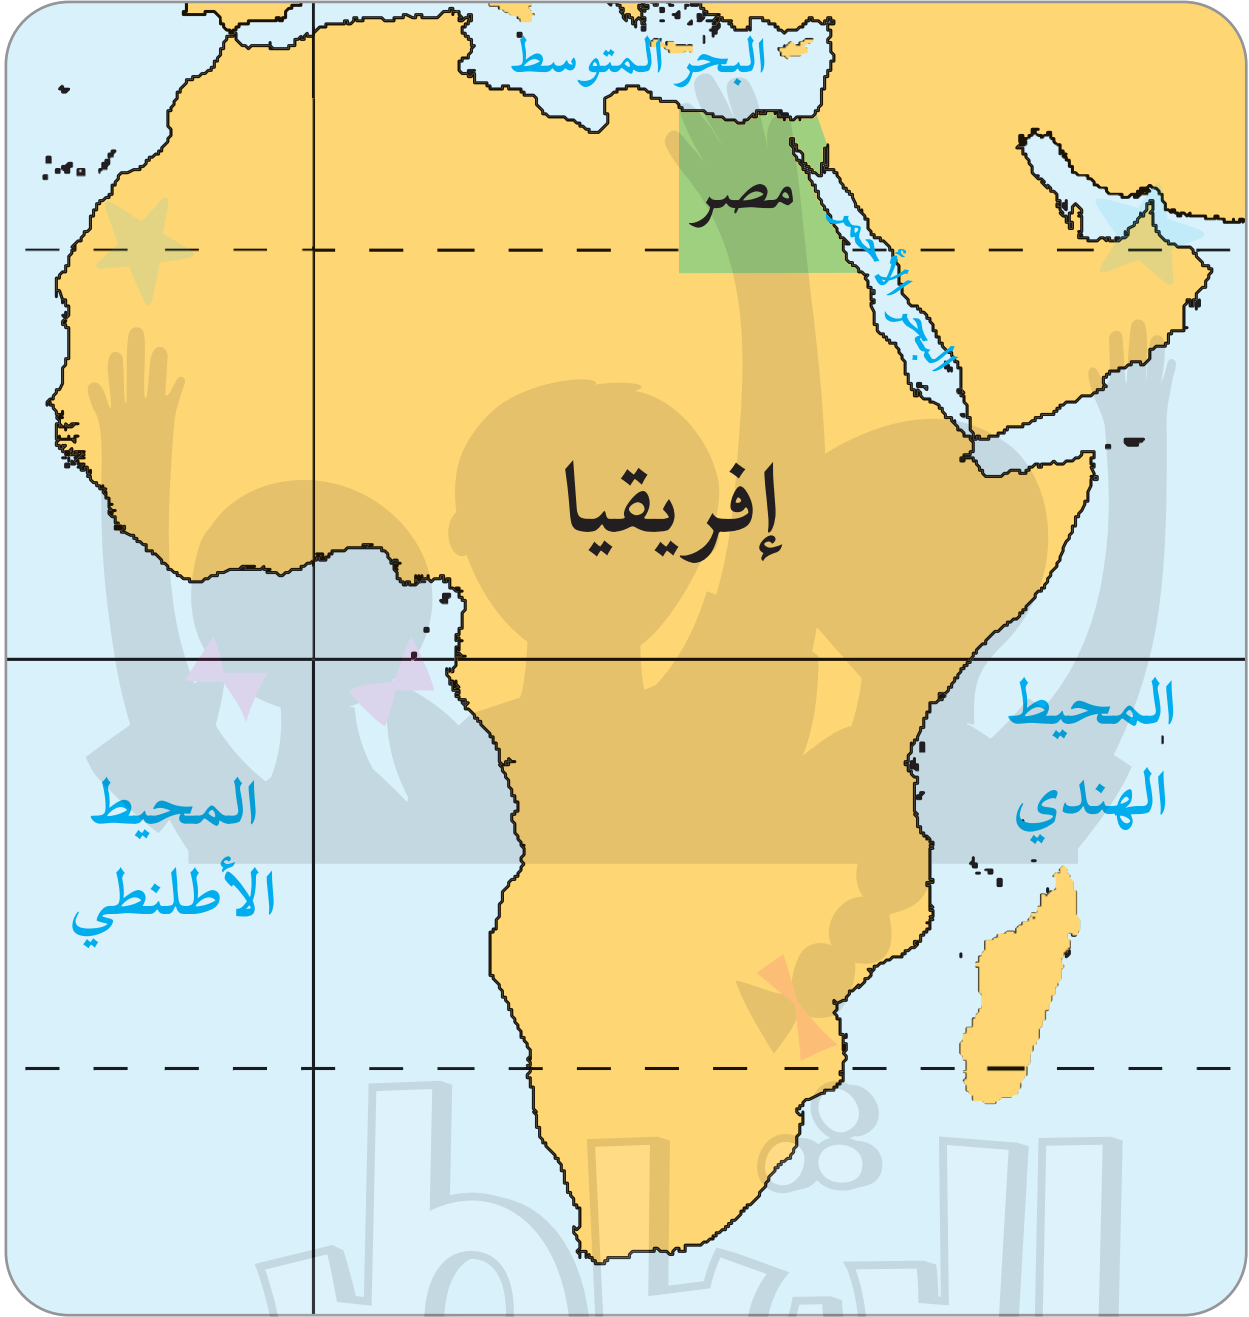 البحر المتوسط
مصر
البحر الأحمر
إفريقيا
المحيط
الهندي
المحيط
الأطلنطي